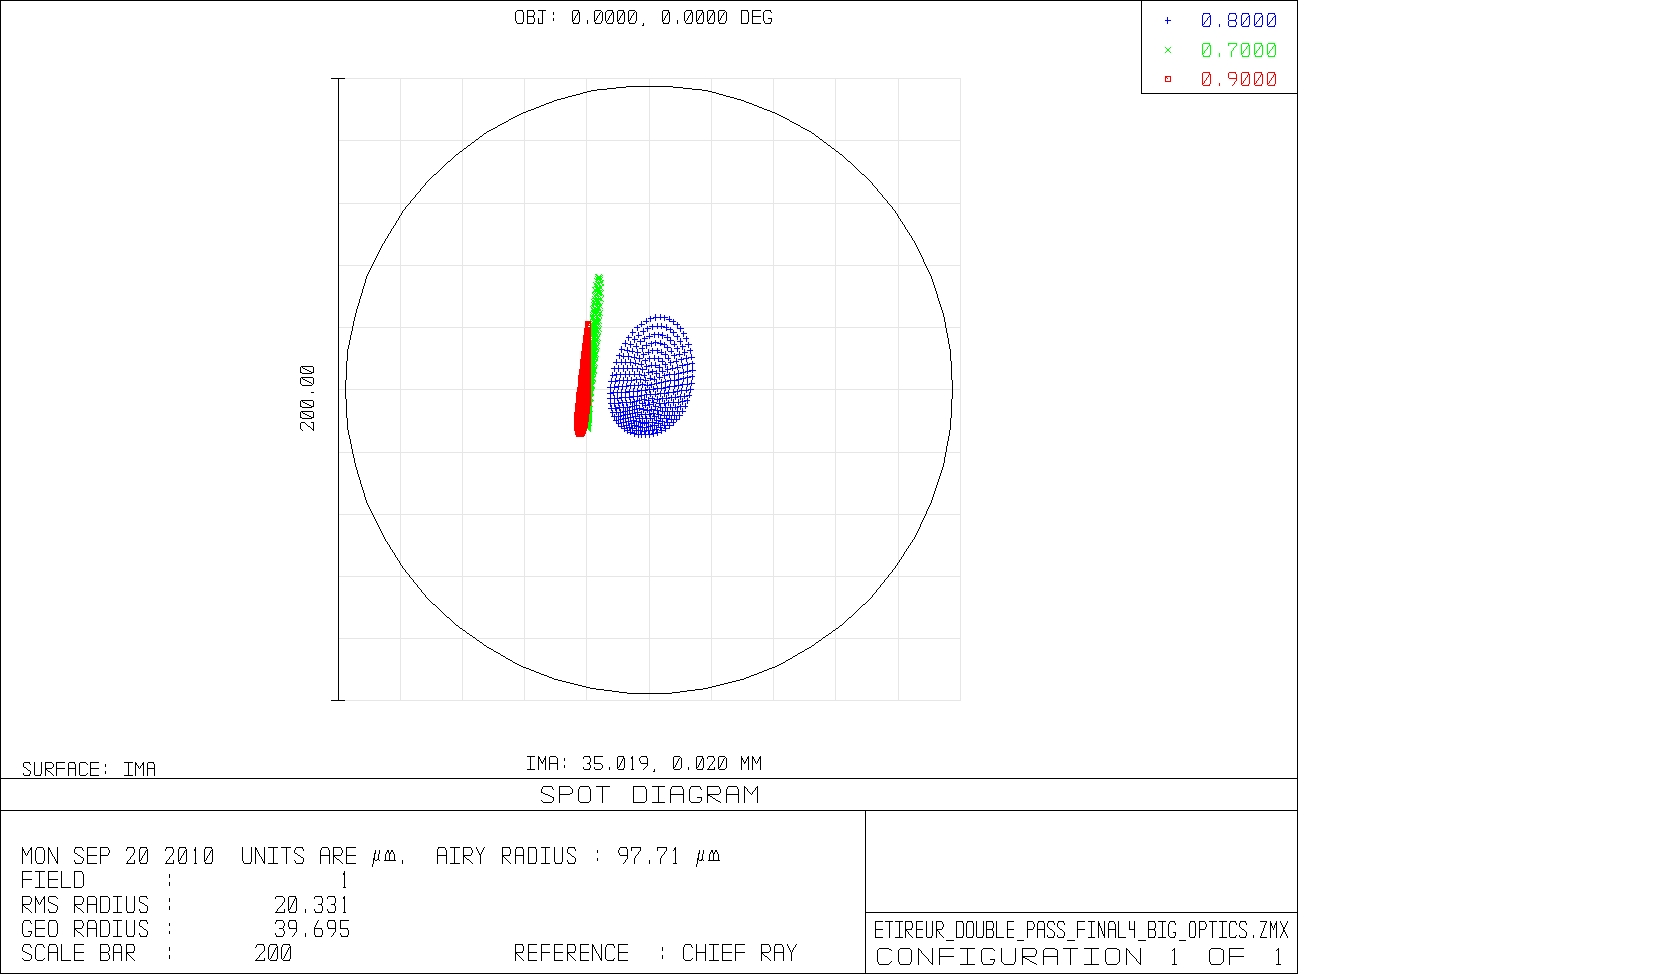 OBJ: 0.0000, 0.0000 DEG
+ 0.8000
× 0.7000
0.9000
200.00
IMA: 35.019, 0.020 MM
SURFACE: IMA
SPOT DIAGRAM
MON SEP 20 2010 UNITS ARE µm. AIRY RADIUS : 97.71 µm
FIELD : 1
RMS RADIUS : 20.331
GEO RADIUS : 39.695
SCALE BAR : 200 REFERENCE : CHIEF RAY
ETIREUR_DOUBLE_PASS_FINAL4_BIG_OPTICS.ZMX
CONFIGURATION 1 OF 1